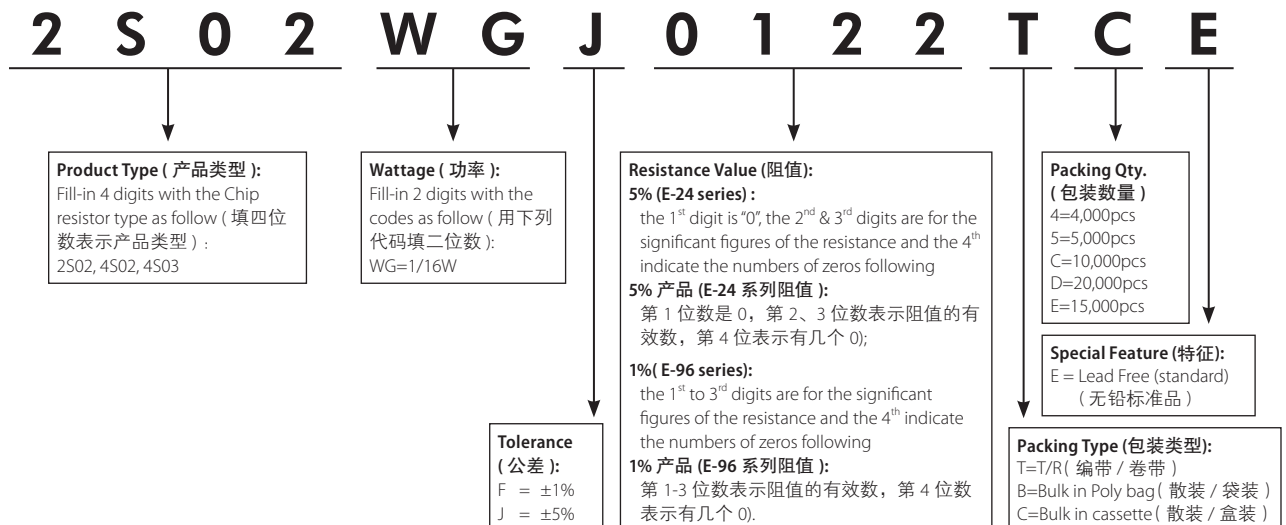 2 S 0 2 W G J 0 1 2 2 T C E
Product Type ( 产品类型 ):
Fill-in 4 digits with the Chip
resistor type as follow ( 填四位
数表示产品类型 ) :
2S02, 4S02, 4S03
Wattage ( 功率 ):
Fill-in 2 digits with the
codes as follow ( 用下列
代码填二位数 ):
WG=1/16W
Tolerance
( 公差 ):
F = ±1%
J = ±5%
Resistance Value (阻值):
5% (E-24 series) :
the 1st digit is "0", the 2nd & 3rd digits are for the
significant figures of the resistance and the 4th
indicate the numbers of zeros following
5% 产品 (E-24 系列阻值 ):
第 1 位数是 0，第 2、3 位数表示阻值的有
效数，第 4 位表示有几个 0);
1%( E-96 series):
the 1st to 3rd digits are for the significant
figures of the resistance and the 4th indicate
the numbers of zeros following
1% 产品 (E-96 系列阻值 ):
第 1-3 位数表示阻值的有效数，第 4 位数
表示有几个 0).
Packing Qty.
( 包装数量 )
4=4,000pcs
5=5,000pcs
C=10,000pcs
D=20,000pcs
E=15,000pcs
Special Feature (特征):
E = Lead Free (standard)
( 无铅标准品 )
Packing Type (包装类型):
T=T/R( 编带 / 卷带 )
B=Bulk in Poly bag( 散装 / 袋装 )
C=Bulk in cassette( 散装 / 盒装 )